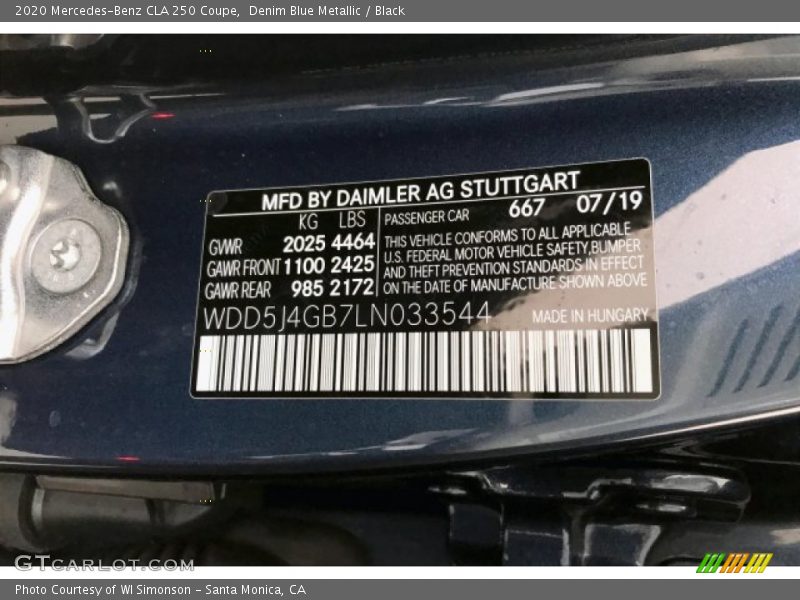 2020 Mercedes-Benz CLA 250 Coupe, Denim Blue Metallic / Black
MFD BY DAIMLER AG STUTTGART
KG LBS PASSENGER CAR 667 07/19
GVWR 2025 4464
GAWR FRONT 1100 2425
GAWR REAR 985 2172
THIS VEHICLE CONFORMS TO ALL APPLICABLE
U.S. FEDERAL MOTOR VEHICLE SAFETY, BUMPER
AND THEFT PREVENTION STANDARDS IN EFFECT
ON THE DATE OF MANUFACTURE SHOWN ABOVE
WDD5J4GB7LN033544 MADE IN HUNGARY
GTCARLOT.COM
Photo Courtesy of WI Simonson - Santa Monica, CA